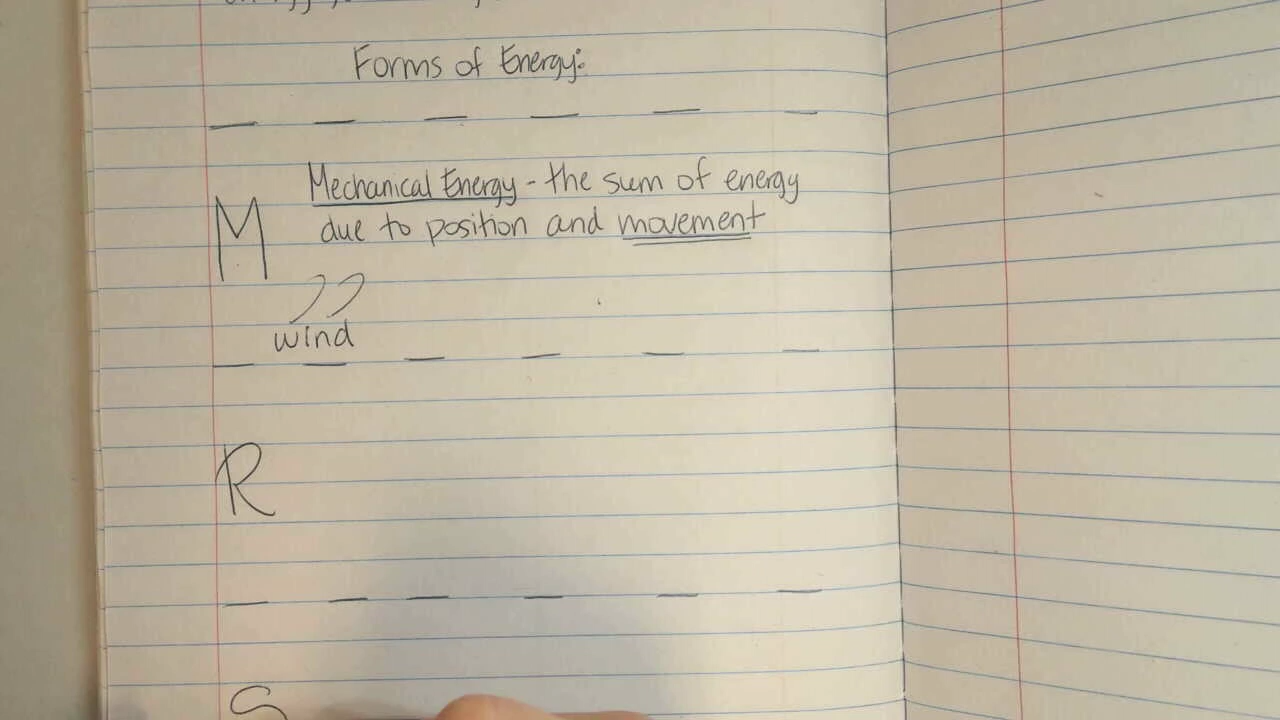 Forms of Energy:
Mechanical Energy - the sum of energy
M
due to position and movement
wind
R
S